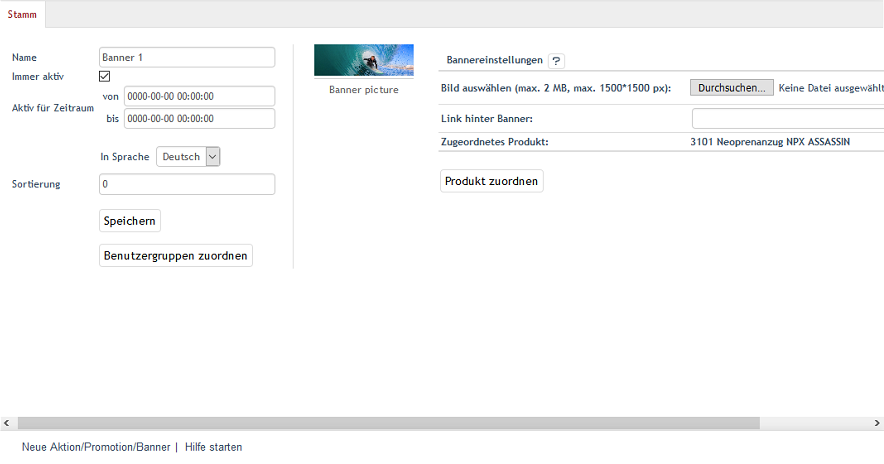 Stamm
Name
Banner 1
Immer aktiv
Aktiv für Zeitraum
von
0000-00-00 00:00:00
bis
0000-00-00 00:00:00
In Sprache
Deutsch
Sortierung
0
Speichern
Benutzergruppen zuordnen
Banner picture
Bannereinstellungen ?
Bild auswählen (max. 2 MB, max. 1500*1500 px): Durchsuchen... Keine Datei ausgewählt
Link hinter Banner:
Zugeordnetes Produkt: 3101 Neoprenanzug NPX ASSASSIN
Produkt zuordnen
Neue Aktion/Promotion/Banner | Hilfe starten